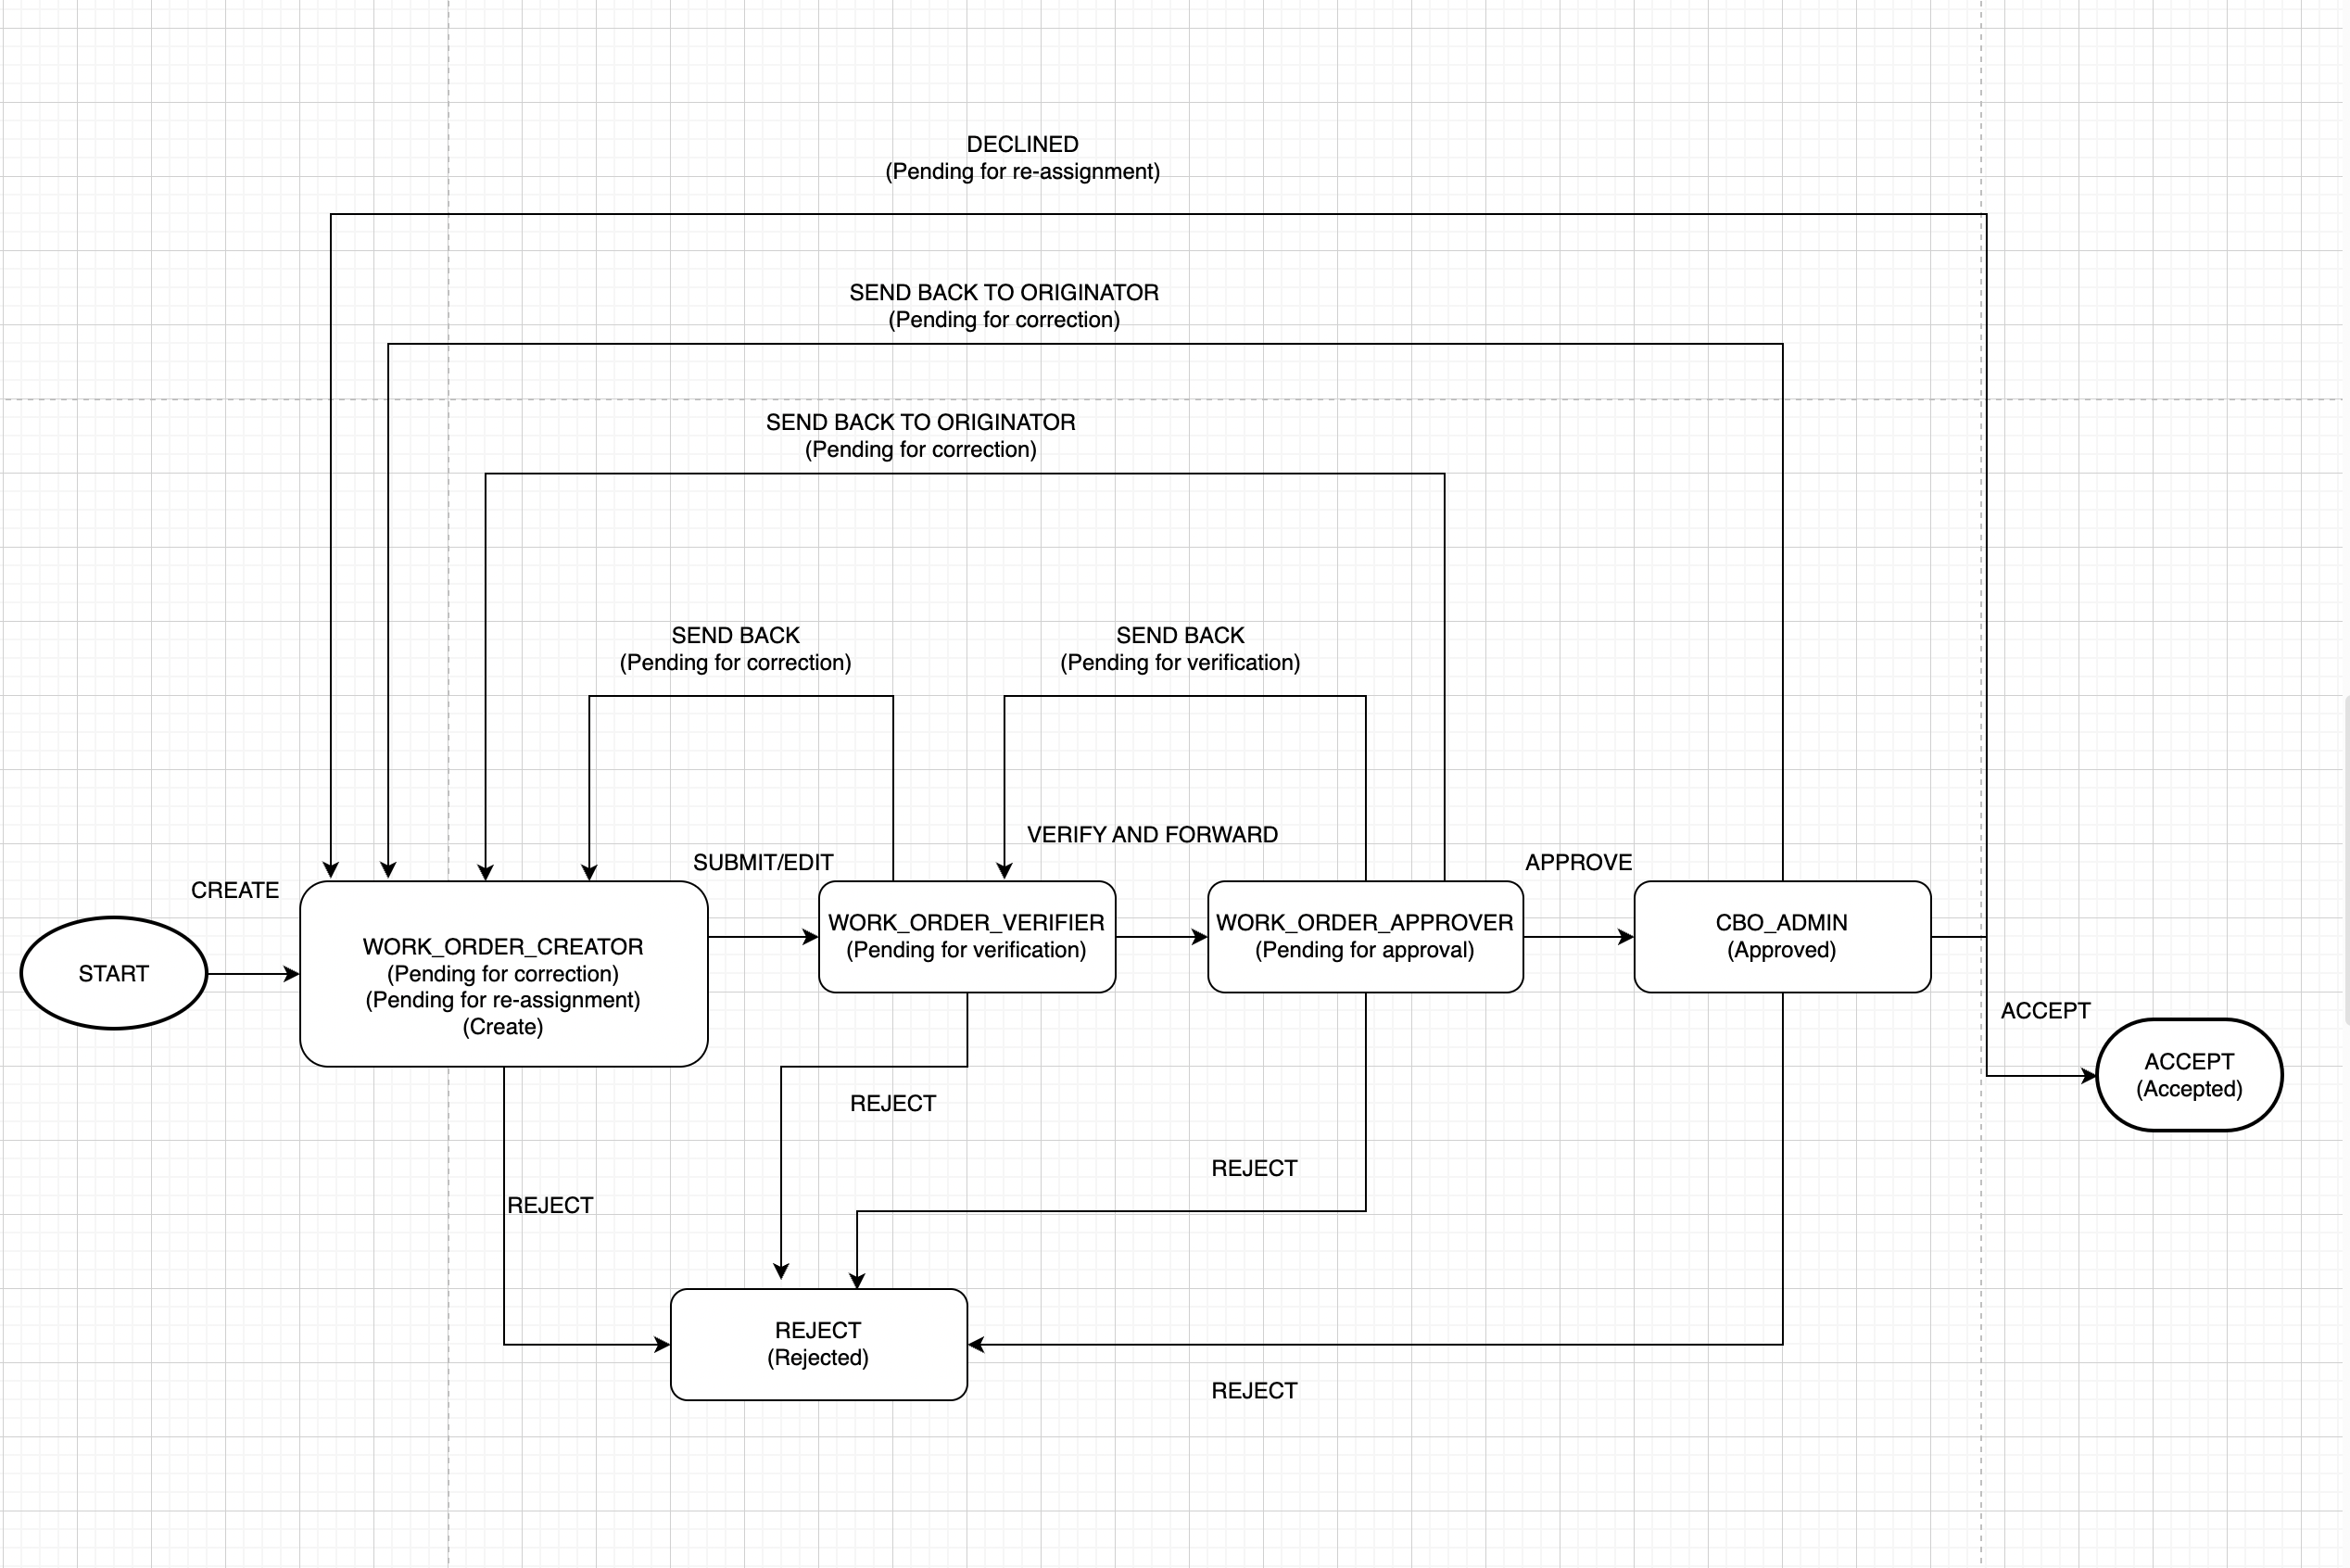 DECLINED
(Pending for re-assignment)
SEND BACK TO ORIGINATOR
(Pending for correction)
SEND BACK TO ORIGINATOR
(Pending for correction)
SEND BACK
(Pending for correction)
SEND BACK
(Pending for verification)
VERIFY AND FORWARD
SUBMIT/EDIT
APPROVE
CREATE
START
WORK_ORDER_CREATOR
(Pending for correction)
(Pending for re-assignment)
(Create)
WORK_ORDER_VERIFIER
(Pending for verification)
WORK_ORDER_APPROVER
(Pending for approval)
CBO_ADMIN
(Approved)
ACCEPT
ACCEPT
(Accepted)
REJECT
REJECT
REJECT
REJECT
(Rejected)
REJECT